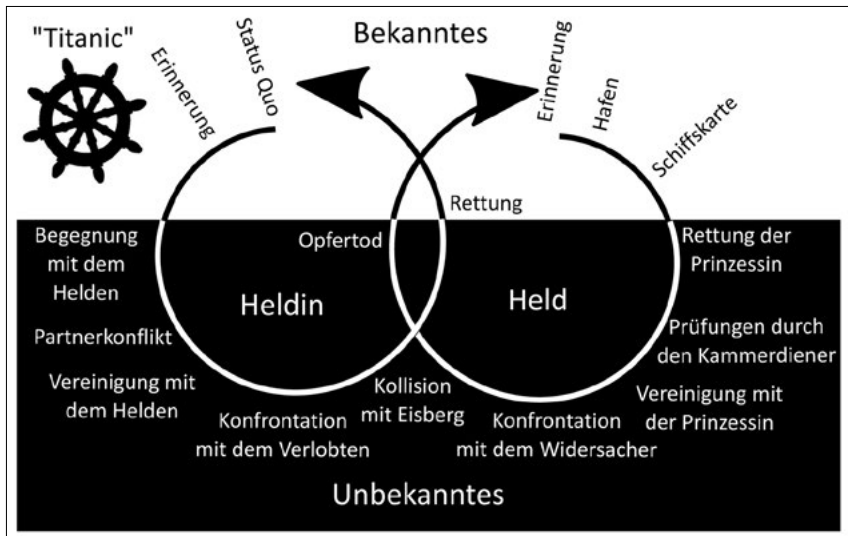 "Titanic"
Erinnerung
Status Quo
Bekanntes
Erinnerung
Hafen
Schiffskarte
Rettung
Begegnung
mit dem
Helden
Opfertod
Rettung der
Prinzessin
Heldin
Held
Partnerkonflikt
Prüfungen durch
den Kammerdiener
Vereinigung mit
dem Helden
Kollision
mit Eisberg
Vereinigung mit
der Prinzessin
Konfrontation
mit dem Verlobten
Konfrontation
mit dem Widersacher
Unbekanntes